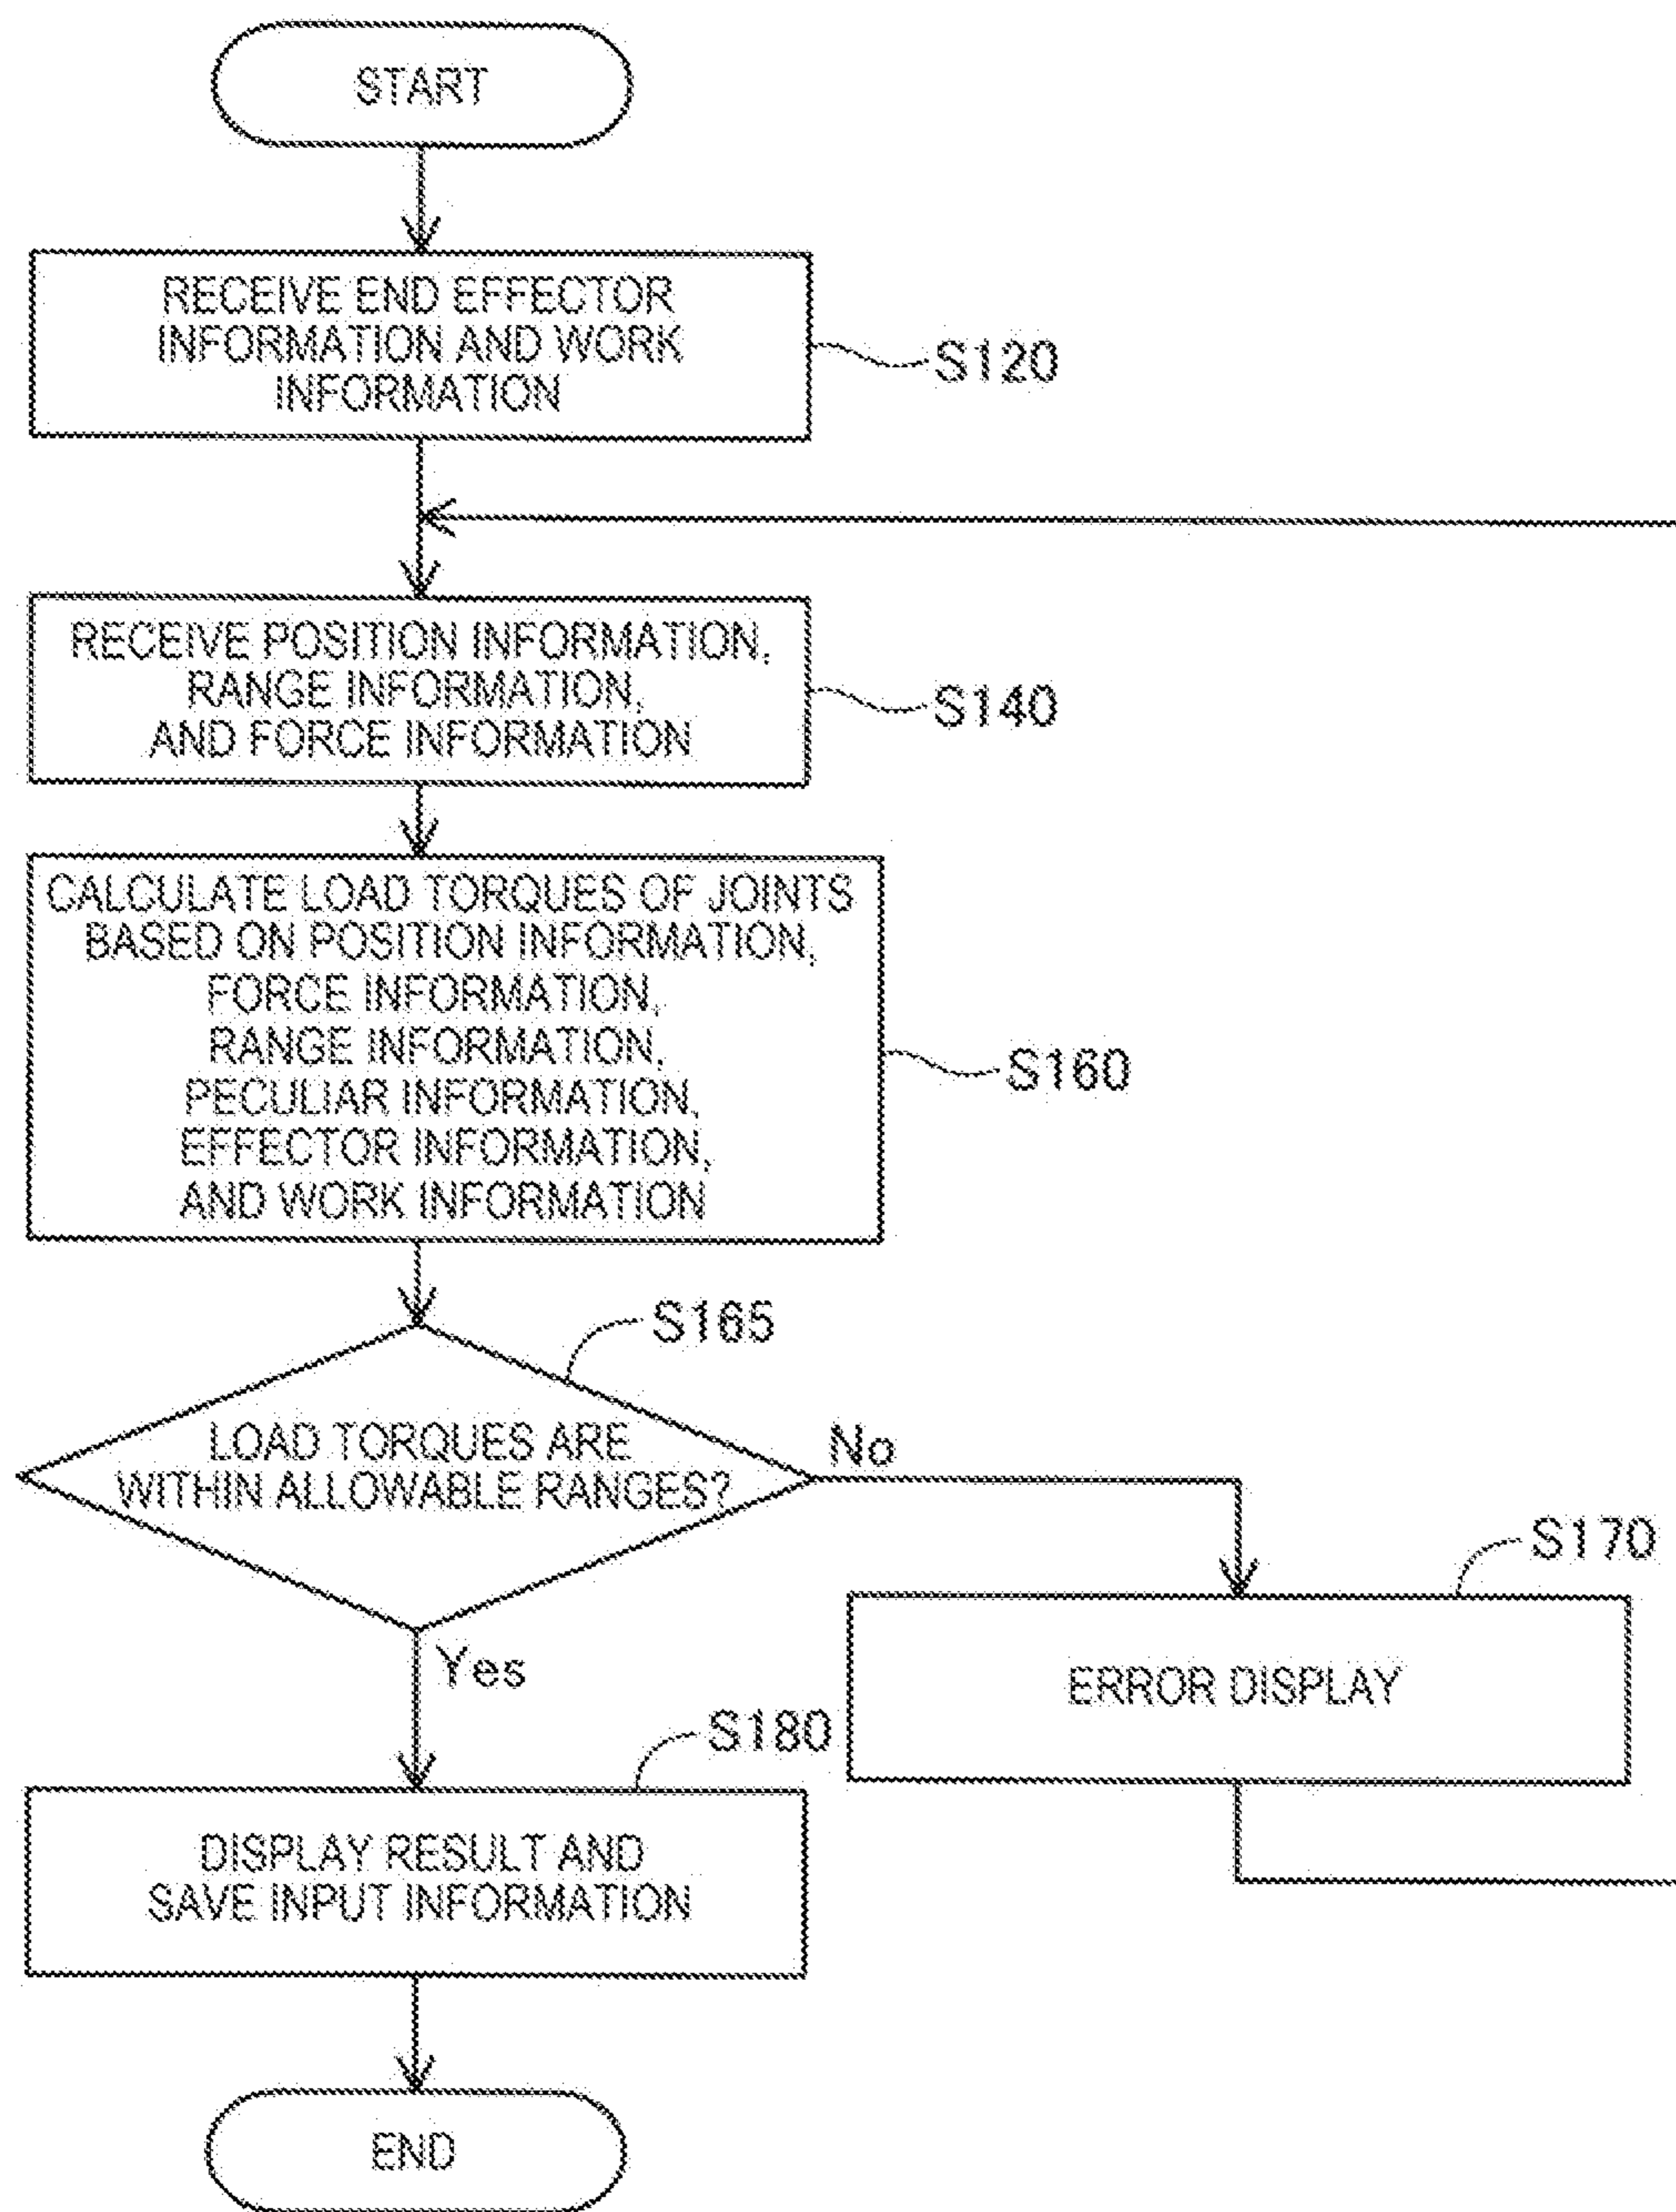 START
RECEIVE END EFFECTOR
INFORMATION AND WORK
INFORMATION
S120
RECEIVE POSITION INFORMATION,
RANGE INFORMATION,
AND FORCE INFORMATION
S140
CALCULATE LOAD TORQUES OF JOINTS
BASED ON POSITION INFORMATION,
FORCE INFORMATION,
RANGE INFORMATION,
PECULIAR INFORMATION,
EFFECTOR INFORMATION,
AND WORK INFORMATION
S160
S165
LOAD TORQUES ARE
WITHIN ALLOWABLE RANGES?
No
S170
ERROR DISPLAY
Yes
S180
DISPLAY RESULT AND
SAVE INPUT INFORMATION
END